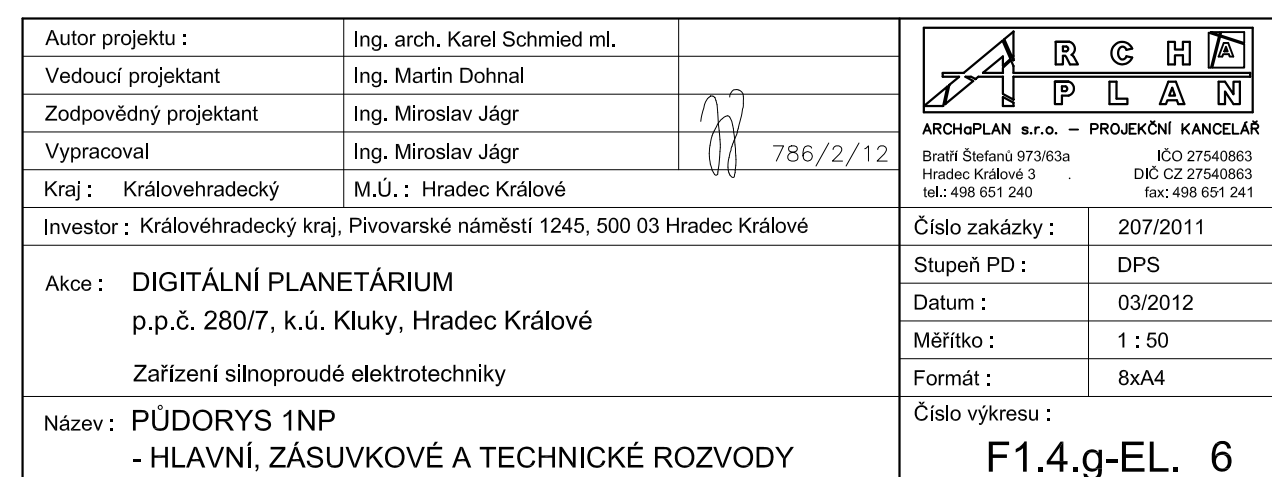 Autor projektu : Ing. arch. Karel Schmied ml.
Vedoucí projektant Ing. Martin Dohnal
Zodpovědný projektant Ing. Miroslav Jágr
Vypracoval Ing. Miroslav Jágr 786/2/12
Kraj : Královehradecký M.Ú. : Hradec Králové
Investor : Královéhradecký kraj, Pivovarské náměstí 1245, 500 03 Hradec Králové
Akce : DIGITÁLNÍ PLANETÁRIUM
p.p.č. 280/7, k.ú. Kluky, Hradec Králové
Zařízení silnoproudé elektrotechniky
Název : PŮDORYS 1NP
- HLAVNÍ, ZÁSUVKOVÉ A TECHNICKÉ ROZVODY
ARCH A
PLAN
ARCHaPLAN s.r.o. – PROJEKČNÍ KANCELÁŘ
Bratří Štefanů 973/63a IČO 27540863
Hradec Králové 3 . DIČ CZ 27540863
tel.: 498 651 240 fax: 498 651 241
Číslo zakázky : 207/2011
Stupeň PD : DPS
Datum : 03/2012
Měřítko : 1 : 50
Formát : 8xA4
Číslo výkresu :
F1.4.g-EL. 6